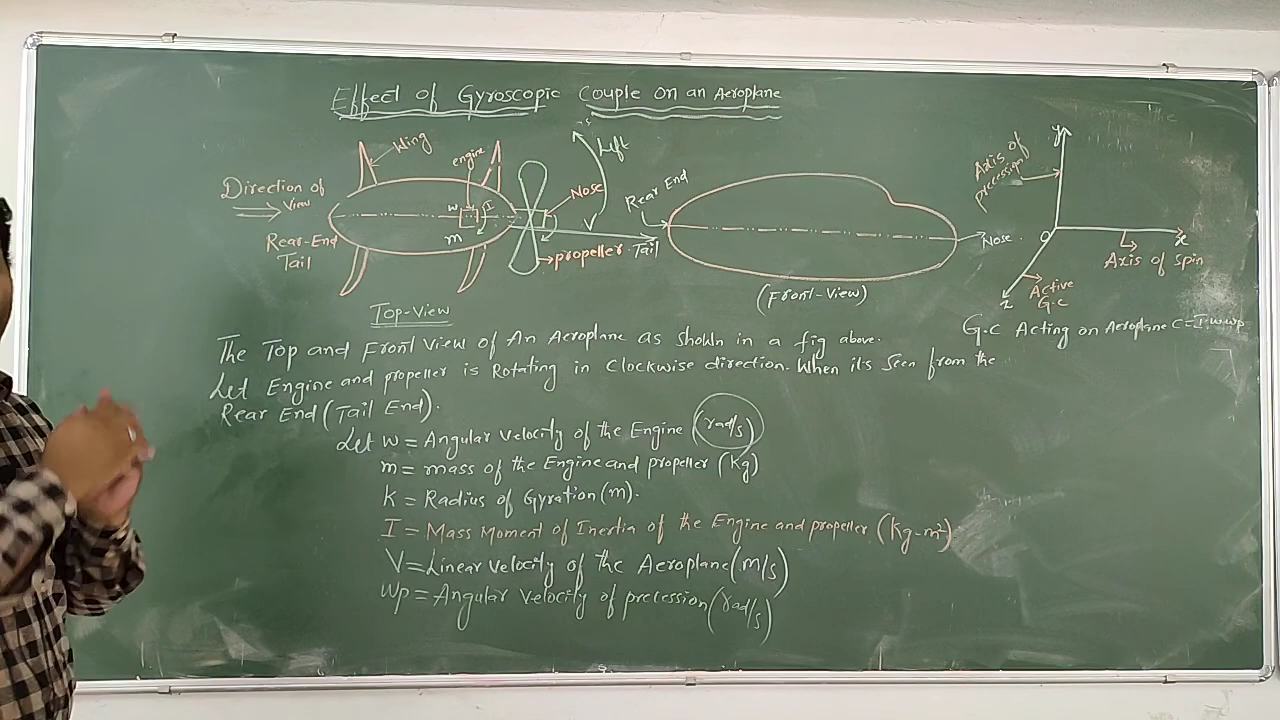 Effect of Gyroscopic Couple on an Aeroplane
Wing
engine
Left
Direction of
View
Nose
W
I
m
V
Rear-End
Tail
propeller
Top-View
Rear End
Tail
Nose
(Front-View)
y
Axis of
precession
O
x
Axis of Spin
z
Active
G.C
G.C Acting on Aeroplane C=I.w.wp
The Top and Front View of An Aeroplane as shown in a fig above.
Let Engine and propeller is Rotating in Clockwise direction. When it's seen from the
Rear End (Tail End).
Let w = Angular Velocity of the Engine (rad/s)
m = mass of the Engine and propeller (Kg)
K = Radius of Gyration (m).
I = Mass Moment of Inertia of the Engine and propeller (Kg-m²)
V = Linear velocity of the Aeroplane (m/s)
Wp = Angular Velocity of precession (rad/s)